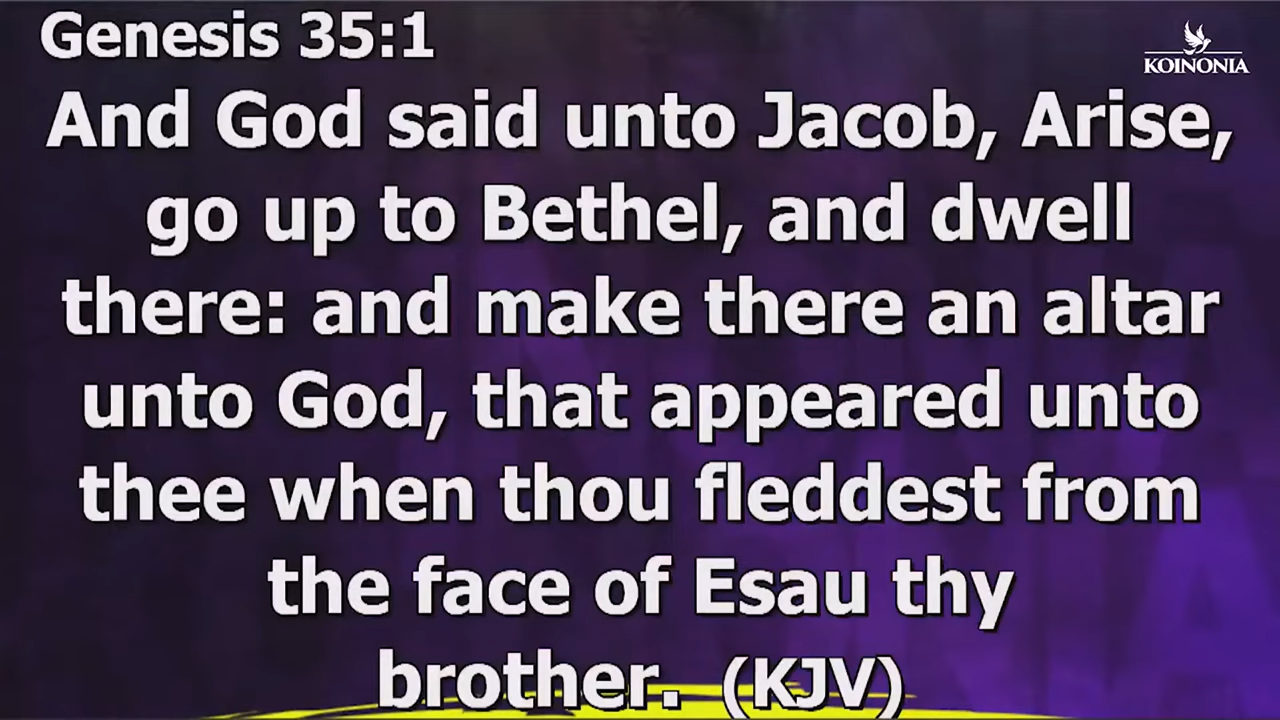 Genesis 35:1
KOINONIA
And God said unto Jacob, Arise,
go up to Bethel, and dwell
there: and make there an altar
unto God, that appeared unto
thee when thou fleddest from
the face of Esau thy
brother. (KJV)